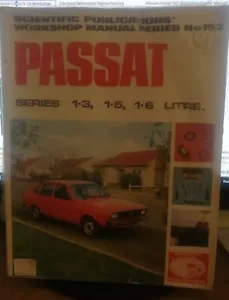 SCIENTIFIC PUBLICATIONS'
WORKSHOP MANUAL SERIES No 157
PASSAT
SERIES 1·3, 1·5, 1·6 LITRE.